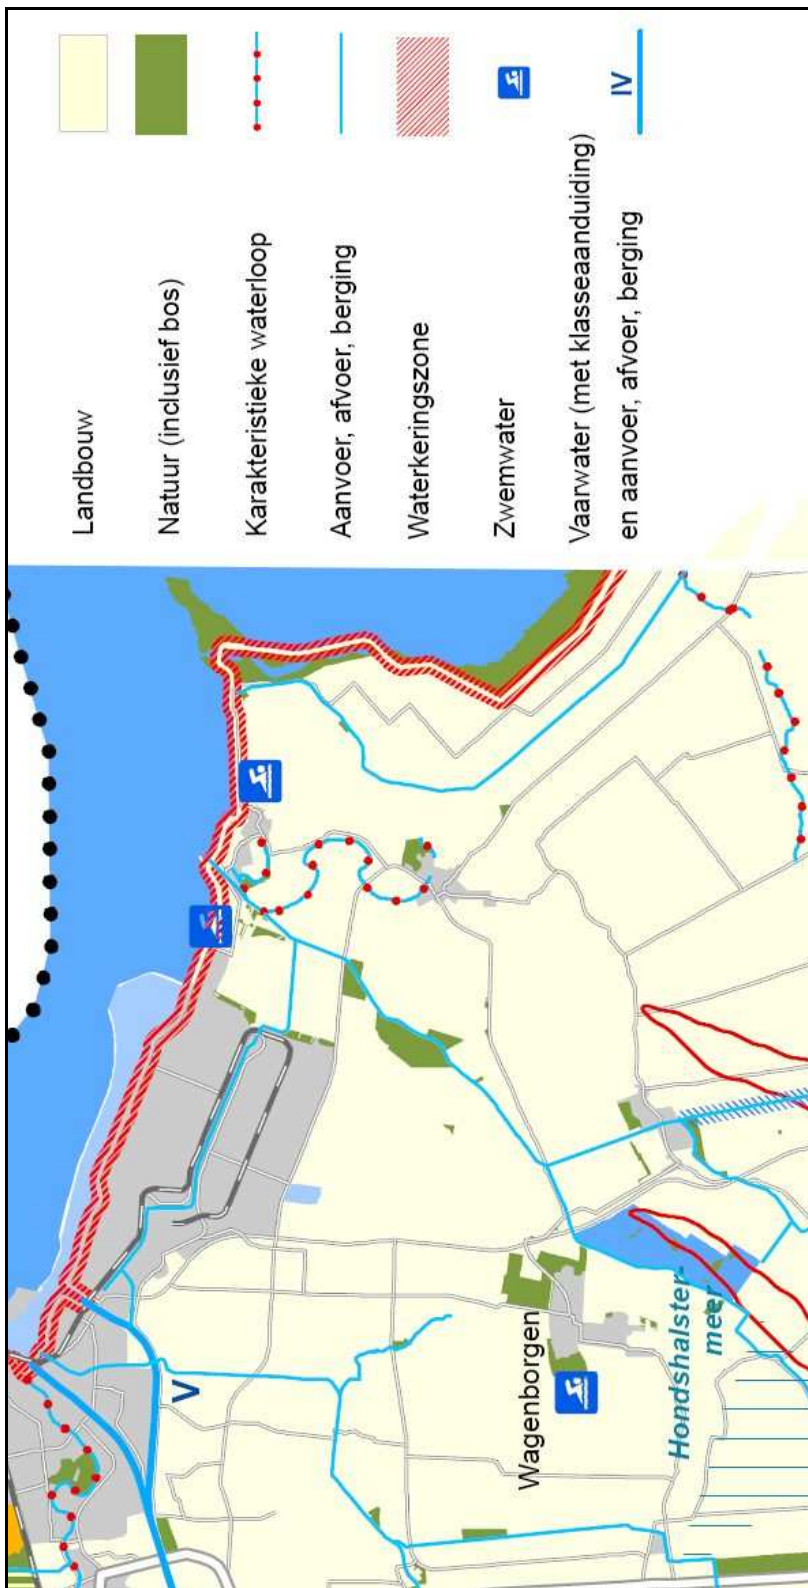 Landbouw
Natuur (inclusief bos)
Karakteristieke waterloop
Aanvoer, afvoer, berging
Waterkeringszone
Zwemwater
Vaarwater (met klasseaanduiding)
en aanvoer, afvoer, berging
IV
V
Wagenborgen
Hondshalster-
meer